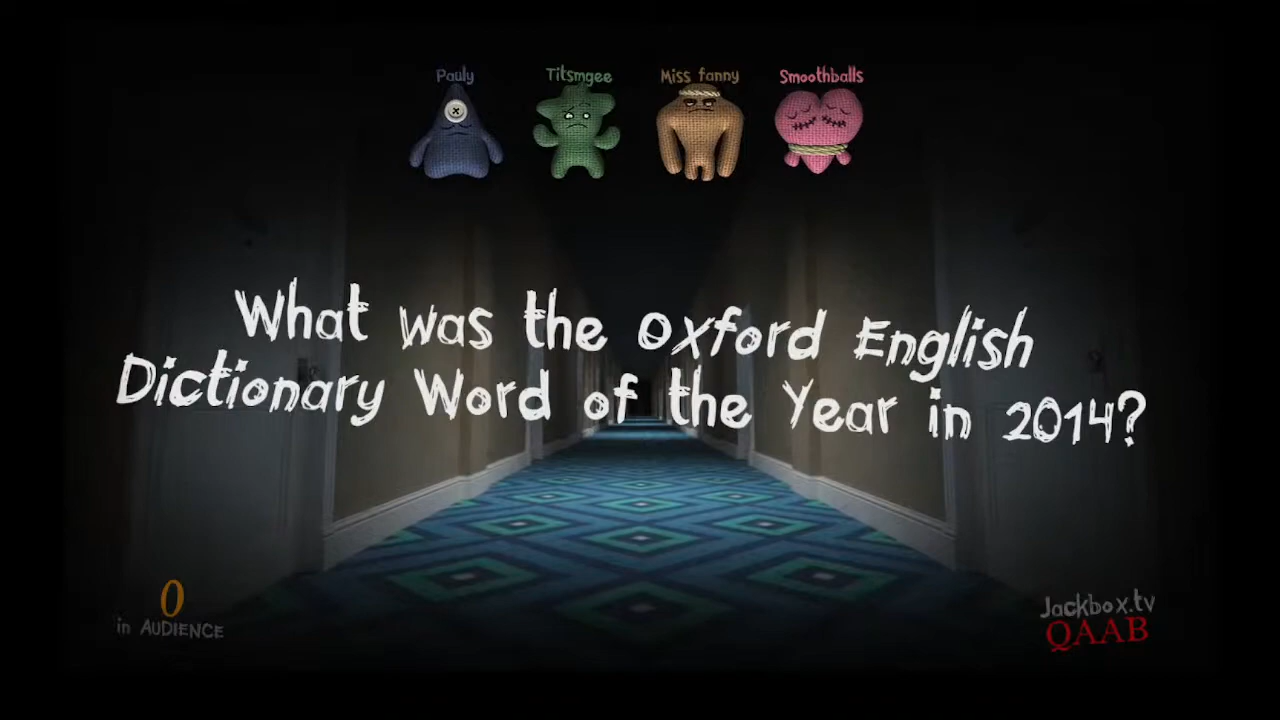 Pauly Titsmgee Miss fanny Smoothballs
What was the Oxford English
Dictionary Word of the Year in 2014?
0
in AUDIENCE
Jackbox.tv
QAAB